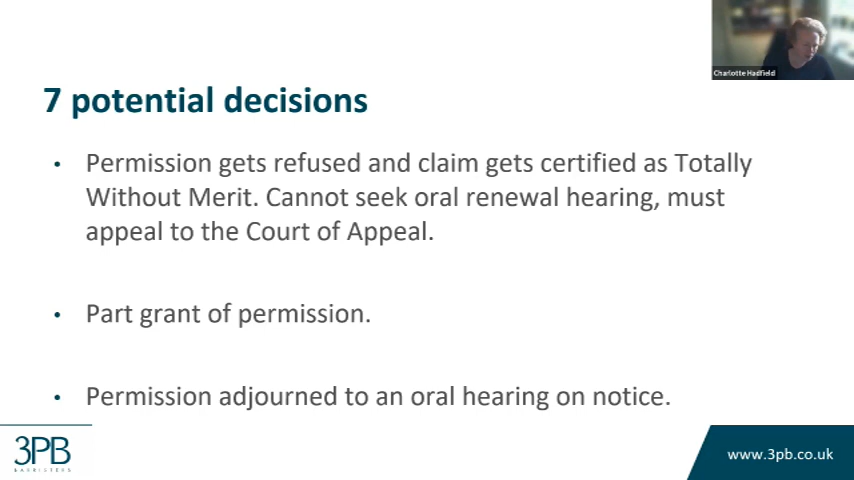 Charlotte Hadfield
7 potential decisions
• Permission gets refused and claim gets certified as Totally
Without Merit. Cannot seek oral renewal hearing, must
appeal to the Court of Appeal.
• Part grant of permission.
• Permission adjourned to an oral hearing on notice.
3PB
BARRISTERS
www.3pb.co.uk